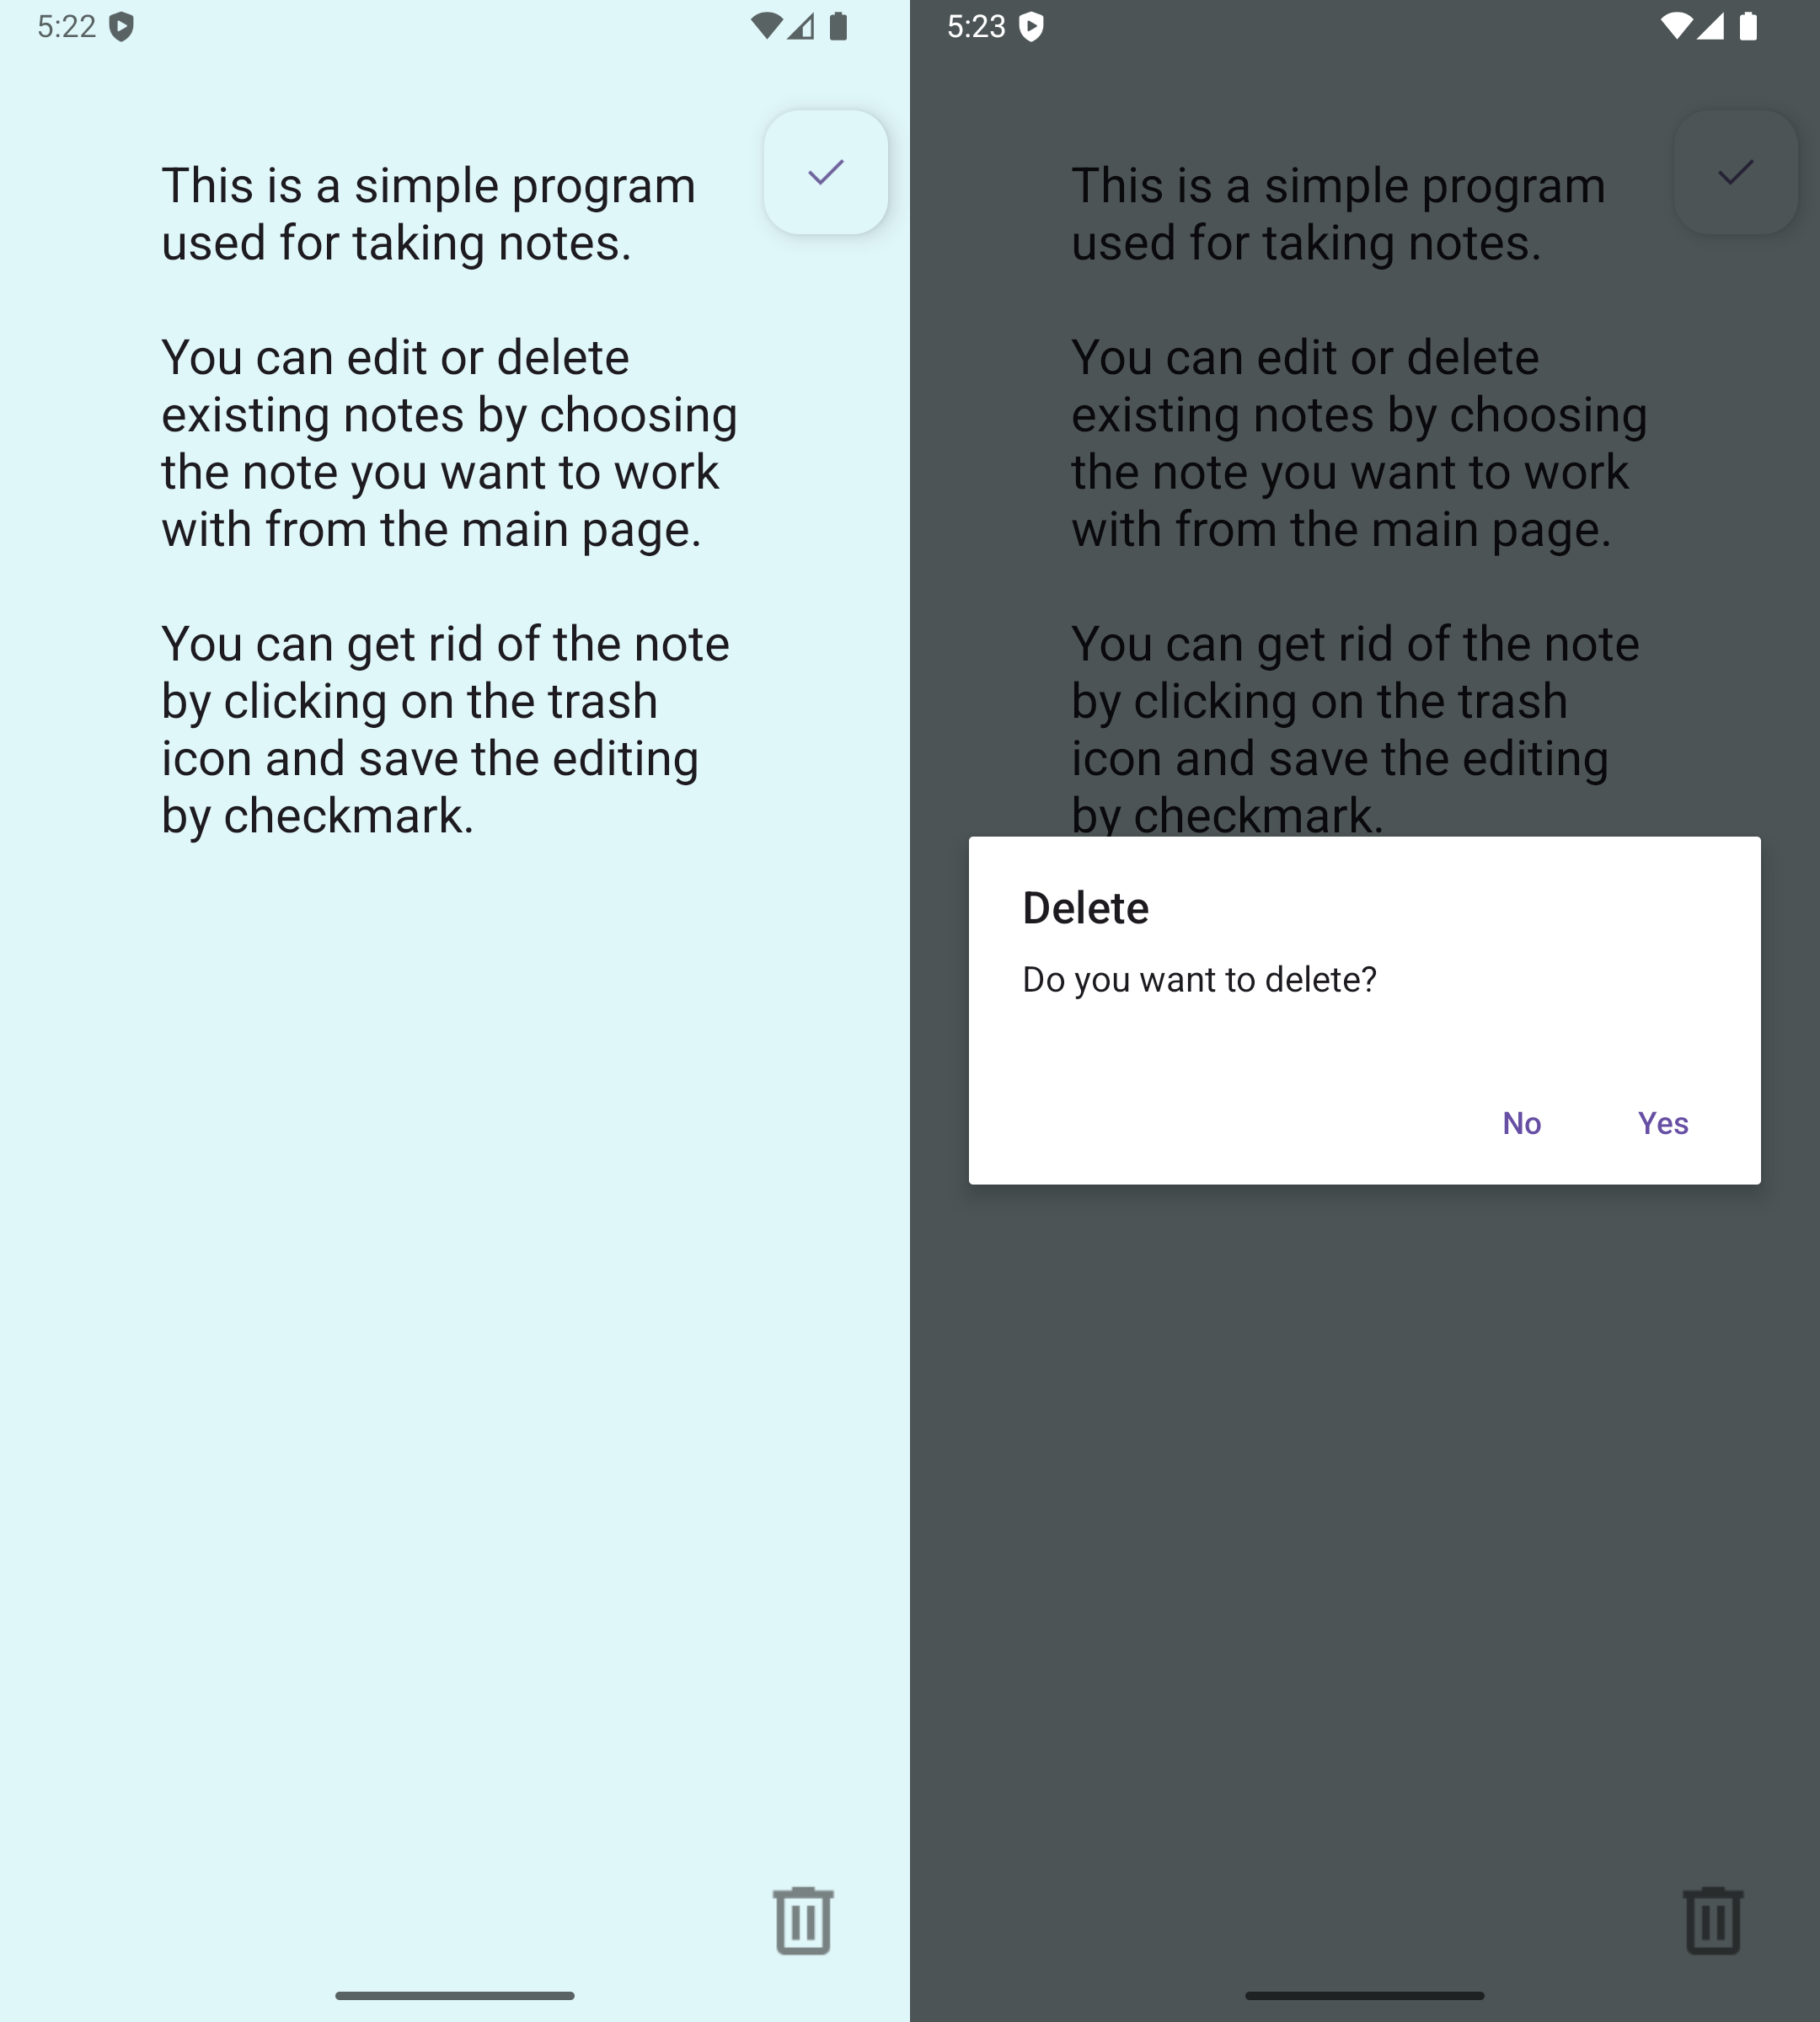 5:22
This is a simple program
used for taking notes.
You can edit or delete
existing notes by choosing
the note you want to work
with from the main page.
You can get rid of the note
by clicking on the trash
icon and save the editing
by checkmark.
5:23
This is a simple program
used for taking notes.
You can edit or delete
existing notes by choosing
the note you want to work
with from the main page.
You can get rid of the note
by clicking on the trash
icon and save the editing
by checkmark.
Delete
Do you want to delete?
No Yes